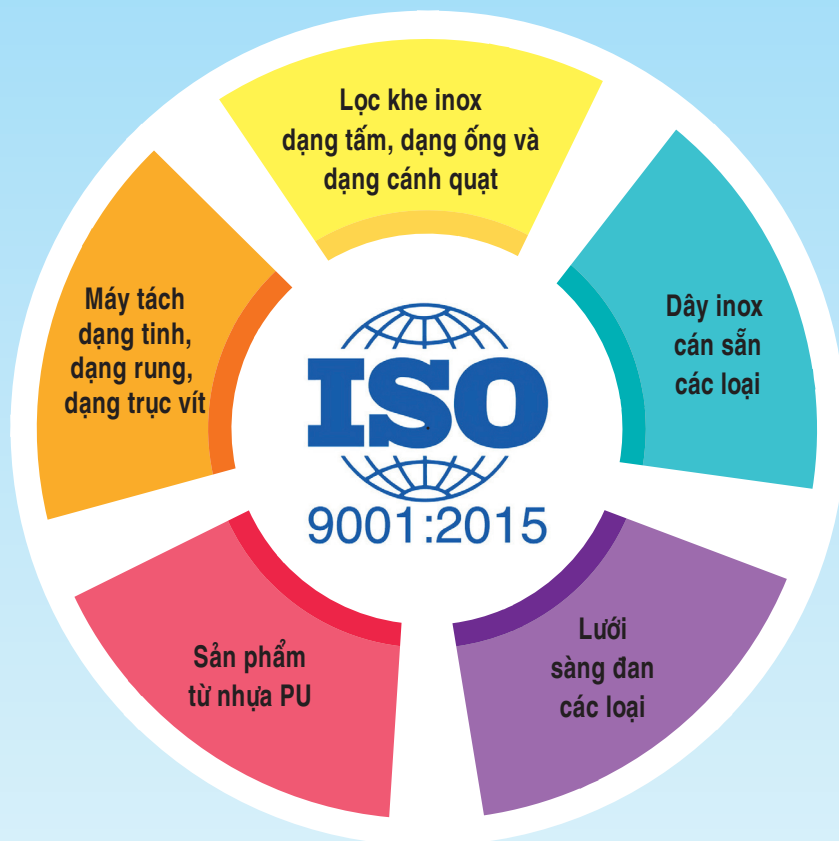 Lọc khe inox
dạng tấm, dạng ống và
dạng cánh quạt
Dây inox
cán sẵn
các loại
Lưới
sàng đan
các loại
Sản phẩm
từ nhựa PU
Máy tách
dạng tinh,
dạng rung,
dạng trục vít
ISO
9001:2015